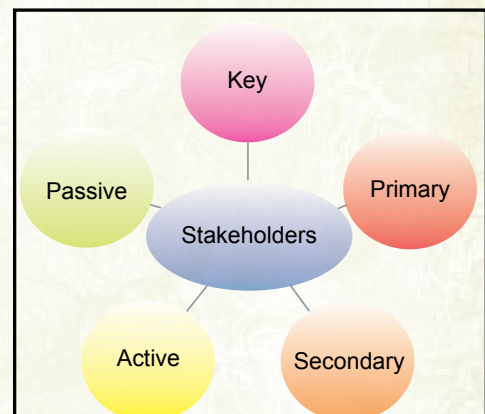 Key
Passive
Primary
Stakeholders
Active
Secondary